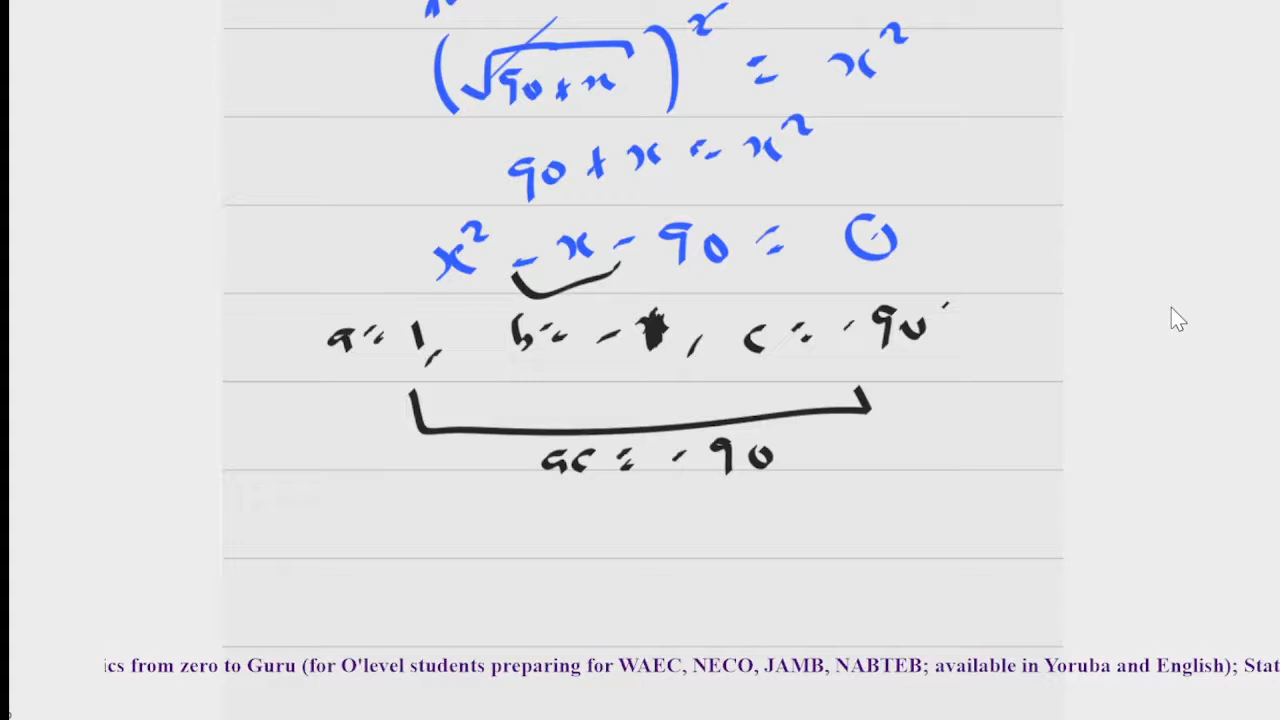 (√90+x)² = x²
90 + x = x²
x² - x - 90 = 0
a = 1, b = -1, c = -90
ac = -90
ics from zero to Guru (for O'level students preparing for WAEC, NECO, JAMB, NABTEB; available in Yoruba and English); Stat